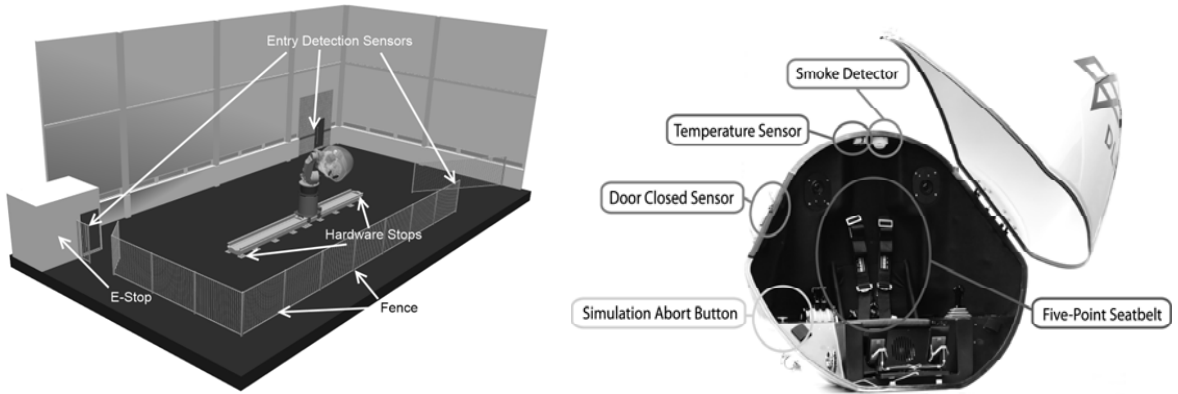 Entry Detection Sensors
Hardware Stops
E-Stop
Fence
Smoke Detector
Temperature Sensor
Door Closed Sensor
Simulation Abort Button
Five-Point Seatbelt